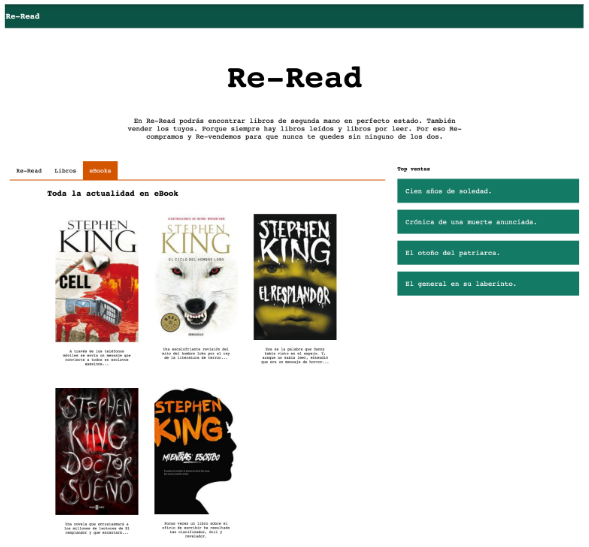 Re-Read
Re-Read
En Re-Read podrás encontrar libros de segunda mano en perfecto estado. También
vender los tuyos. Porque siempre hay libros leídos y libros por leer. Por eso Re-
compramos y Re-vendemos para que nunca te quedes sin ninguno de los dos.
Re-Read Libros eBooks
Toda la actualidad en eBook
STEPHEN
KING
CELL
A través de los teléfonos
móviles se envía un mensaje que
convierte a todos en esclavos
asesinos...
STEPHEN
KING
EL CICLO DEL HOMBRE LOBO
Una escalofriante revisión del
mito del hombre lobo por el rey
de la literatura de terror...
STEPHEN
KING
EL RESPLANDOR
Esa es la palabra que Danny
había visto en el espejo. Y,
aunque no sabía leer, entendió
que era un mensaje de horror...
STEPHEN
KING
DOCTOR
SUEÑO
Una novela que entusiasmará a
los millones de lectores de El
resplandor y que encantará...
STEPHEN
KING
MIENTRAS ESCRIBO
Pocas veces un libro sobre el
oficio de escribir ha resultado
tan clarificador, útil y
revelador.
Top ventas
Cien años de soledad.
Crónica de una muerte anunciada.
El otoño del patriarca.
El general en su laberinto.